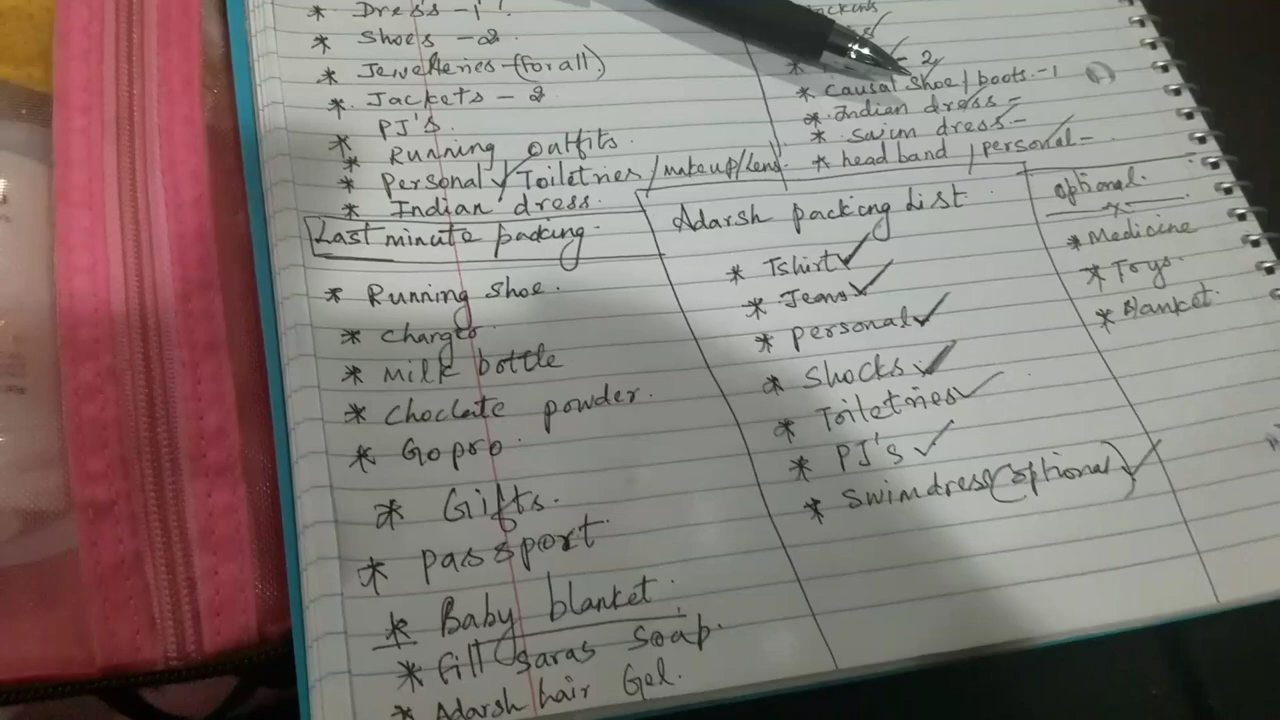 * Dress - 1
* Shoes - 2
* Jewelleries - (for all)
* Jackets - 2
* PJ's.
* Running outfits.
* Personal / Toiletries / makeup / Lens.
* Indian dress.
- 2
* Causal Shoe / boots. - 1
* Indian dress -
* Swim dress -
* head band / personal -
Last minute packing.
* Running Shoe.
* Charger
* Milk bottle
* Choclate powder.
* Gopro
* Gifts.
* Passport
* Baby blanket.
* fill saras soap.
* Adarsh hair Gel.
Adarsh packing list
* Tshirt ✓
* Jeans ✓
* Personal ✓
* Shocks ✓
* Toiletries ✓
* PJ's ✓
* Swimdress (optional) ✓
Optional.
* Medicine
* Toys.
* Blanket.